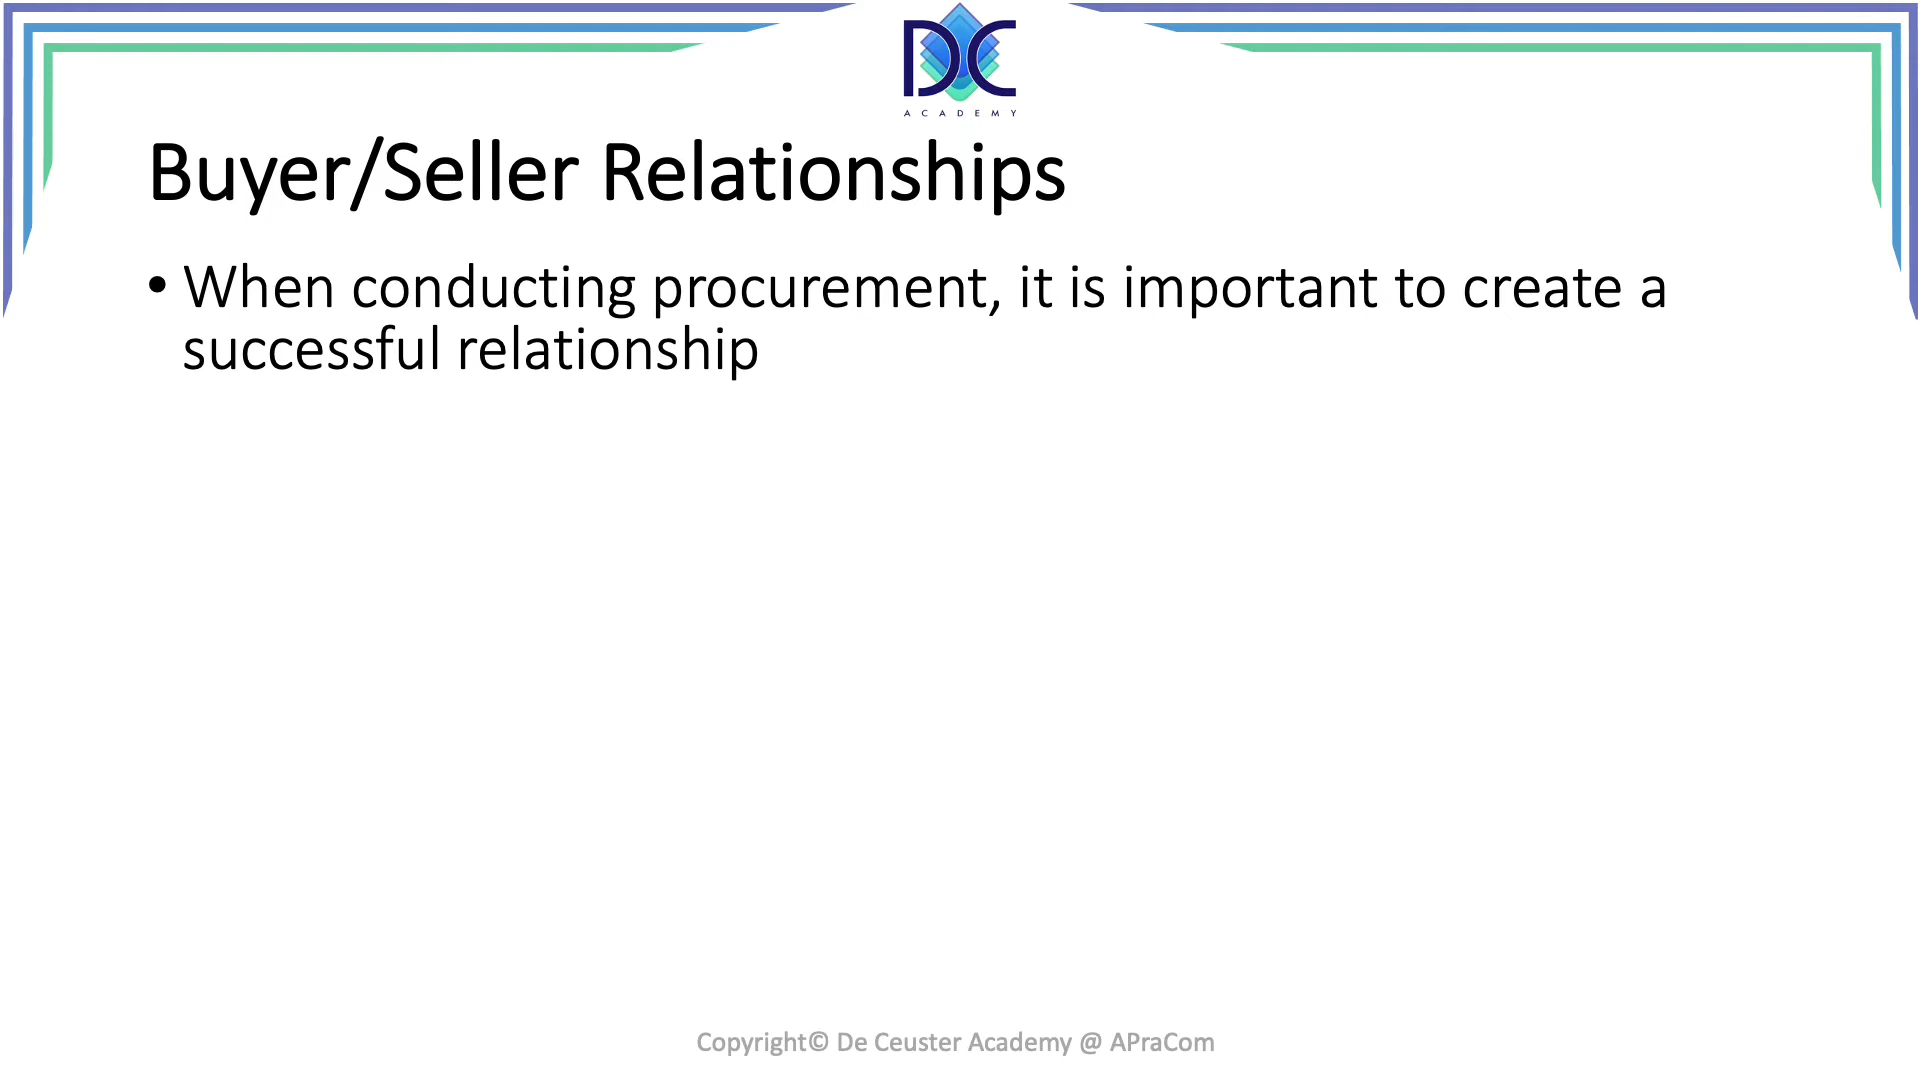 DC
ACADEMY
Buyer/Seller Relationships
• When conducting procurement, it is important to create a
successful relationship
Copyright© De Ceuster Academy @ APraCom